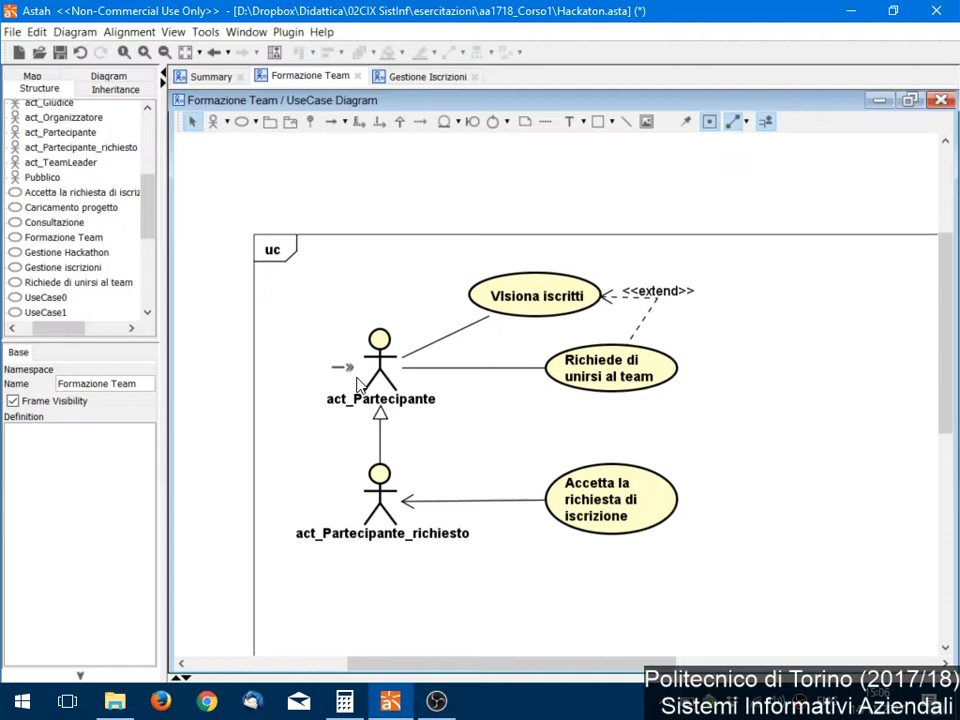 Astah <<Non-Commercial Use Only>> - [D:\Dropbox\Didattica\02CIX SistInf\esercitazioni\aa1718_Corso1\Hackaton.asta] (*)
File Edit Diagram Alignment View Tools Window Plugin Help
Map Diagram
Structure Inheritance
act_Giudice
act_Organizzatore
act_Partecipante
act_Partecipante_richiesto
act_TeamLeader
Pubblico
Accetta la richiesta di iscriz
Caricamento progetto
Consultazione
Formazione Team
Gestione Hackathon
Gestione iscrizioni
Richiede di unirsi al team
UseCase0
UseCase1
Base
Namespace
Name Formazione Team
Frame Visibility
Definition
Summary Formazione Team Gestione Iscrizioni
Formazione Team / UseCase Diagram
uc
VIsiona iscritti
<<extend>>
Richiede di
unirsi al team
act_Partecipante
Accetta la
richiesta di
iscrizione
act_Partecipante_richiesto
Politecnico di Torino (2017/18)
Sistemi Informativi Aziendali